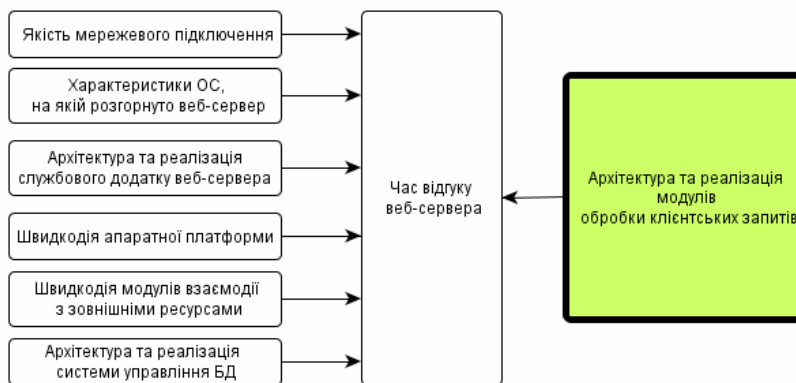 Якість мережевого підключення
Характеристики ОС,
на якій розгорнуто веб-сервер
Архітектура та реалізація
службового додатку веб-сервера
Швидкодія апаратної платформи
Швидкодія модулів взаємодії
з зовнішніми ресурсами
Архітектура та реалізація
системи управління БД
Час відгуку
веб-сервера
Архітектура та реалізація
модулів
обробки клієнтських запитів